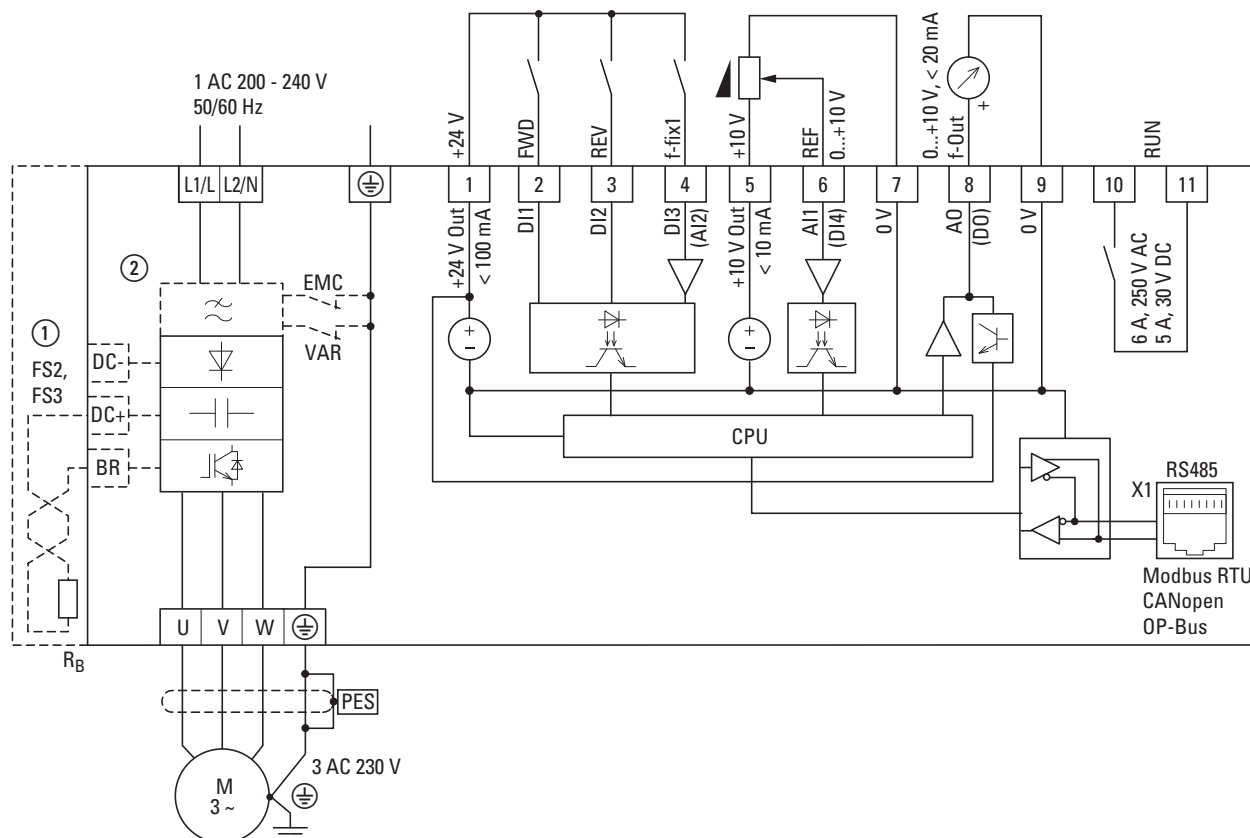 1 AC 200 - 240 V
50/60 Hz
+24 V
FWD
REV
f-fix1
+10 V
REF
0...+10 V
0...+10 V, < 20 mA
f-Out
+
RUN
L1/L
L2/N
1
2
3
4
5
6
7
8
9
10
11
+24 V Out
< 100 mA
DI1
DI2
DI3
(AI2)
+10 V Out
< 10 mA
AI1
(DI4)
0 V
AO
(DO)
0 V
6 A, 250 V AC
5 A, 30 V DC
2
EMC
VAR
1
FS2,
FS3
DC-
DC+
BR
+
-
+
-
CPU
X1
RS485
Modbus RTU
CANopen
OP-Bus
U
V
W
RB
PES
3 AC 230 V
M
3 ~